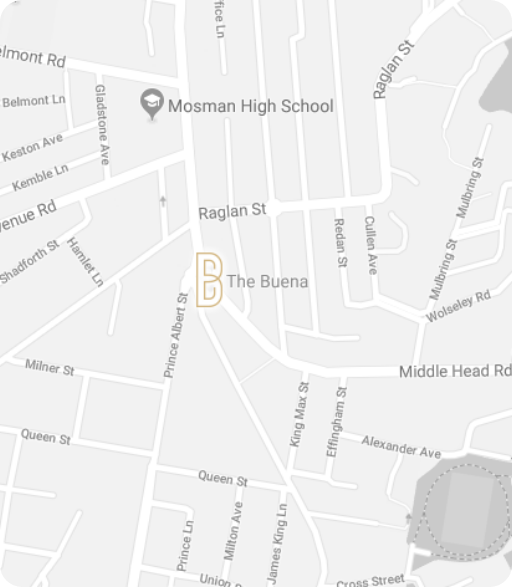 elmont Rd
ffice Ln
Raglan St
Belmont Ln
Gladstone Ave
Mosman High School
Keston Ave
Kemble Ln
venue Rd
Mulbring St
Raglan St
Shadforth St
Hamlet Ln
Redan St
Cullen Ave
Mulbring St
B
The Buena
Prince Albert St
Wolseley Rd
Milner St
Middle Head Rd
King Max St
Effingham St
Queen St
Alexander Ave
Queen St
Prince Ln
Milton Ave
James King Ln
Union
Cross Street